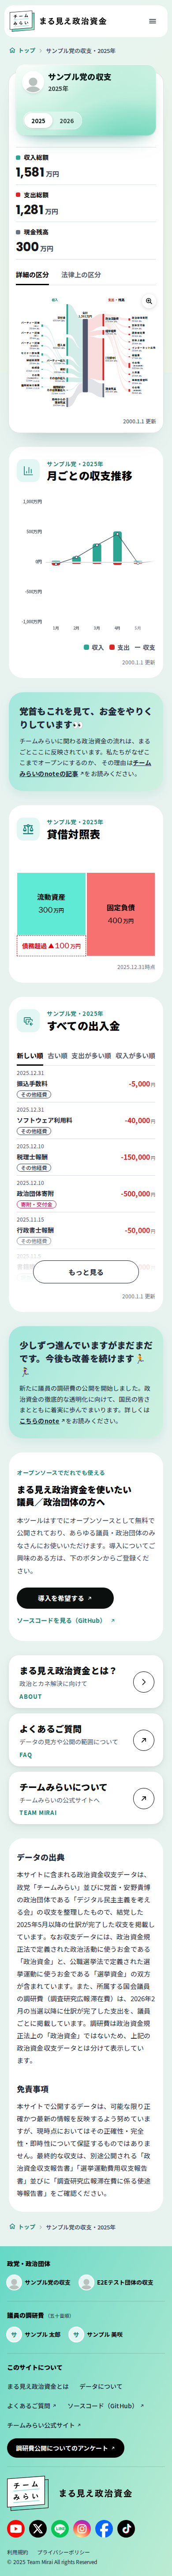 チーム みらい
まる見え政治資金
トップ › サンプル党の収支・2025年
サンプル党の収支
2025年
2025 2026
収入総額
1,581 万円
支出総額
1,281 万円
現金残高
300 万円
詳細の区分 法律上の区分
2000.1.1 更新
サンプル党・2025年
月ごとの収支推移
1,000万円
500万円
0円
-500万円
-1,000万円
1月 2月 3月 4月 5月
収入 支出 収支
2000.1.1 更新
党首もこれを見て、お金をやりく
りしています👀
チームみらいに関わるお金の流れは、まるご
とここに反映されています。私たちがなぜこ
こまでオープンにするのか、その理由はチーム
みらいのnoteの記事↗をお読みください。
サンプル党・2025年
貸借対照表
流動資産
300万円
固定負債
400万円
債務超過 ▲100万円
2025.12.31時点
サンプル党・2025年
すべての出入金
新しい順 古い順 支出が多い順 収入が多い順
2025.12.31
振込手数料 -5,000円
その他経費
2025.12.31
ソフトウェア利用料 -40,000円
その他経費
2025.12.10
税理士報酬 -150,000円
その他経費
2025.12.10
政治団体寄附 -500,000円
寄附・交付金
2025.11.15
行政書士報酬 -50,000円
その他経費
もっと見る
2000.1.1 更新
少しずつ進んでいますがまだまだ
です。今後も改善を続けます🏃
🏃‍♀️
新たに議員の調研費の公開を開始しました。政
治資金の徹底的な透明化に向けて、国民の皆さ
まとともに着実に歩んでまいります。詳しくは
こちらのnote ↗をお読みください。
オープンソースでだれでも使える
まる見え政治資金を使いたい
議員／政治団体の方へ
本ツールはすでにオープンソースとして無料で
公開されており、あらゆる議員・政治団体のみ
なさんにお使いいただけます。導入についてご
興味のある方は、下のボタンからご登録くだ
さい。
導入を希望する ↗
ソースコードを見る（GitHub） ↗
まる見え政治資金とは？
政治とカネ解決に向けて
ABOUT
よくあるご質問
データの見方や公開の範囲について
FAQ
チームみらいについて
チームみらいの公式サイトへ
TEAM MIRAI
データの出典
本サイトに含まれる政治資金収支データは、
政党「チームみらい」並びに党首・安野貴博
の政治団体である「デジタル民主主義を考え
る会」の収支を整理したもので、結党した
2025年5月以降の仕訳が完了した収支を掲載し
ています。なお収支データには、政治資金規
正法で定義された政治活動に使うお金である
「政治資金」と、公職選挙法で定義された選
挙運動に使うお金である「選挙資金」の双方
が含まれています。また、所属する国会議員
の調研費（調査研究広報滞在費）は、2026年2
月の当選以降に仕訳が完了した支出を、議員
ごとに掲載しています。調研費は政治資金規
正法上の「政治資金」ではないため、上記の
政治資金収支データとは分けて表示していま
す。
免責事項
本サイトで公開するデータは、可能な限り正
確かつ最新の情報を反映するよう努めていま
すが、現時点においてはその正確性・完全
性・即時性について保証するものではありま
せん。最終的な収支は、別途公開される「政
治資金収支報告書」「選挙運動費用収支報告
書」並びに「調査研究広報滞在費に係る使途
等報告書」をご確認ください。
トップ › サンプル党の収支・2025年
政党・政治団体
サンプル党の収支 E2Eテスト団体の収支
議員の調研費（五十音順）
サ サンプル 太郎 サ サンプル 美咲
このサイトについて
まる見え政治資金とは データについて
よくあるご質問 ↗ ソースコード（GitHub） ↗
チームみらい公式サイト ↗
調研費公開についてのアンケート ↗
チーム みらい
まる見え政治資金
利用規約 プライバシーポリシー
© 2025 Team Mirai All rights Reserved